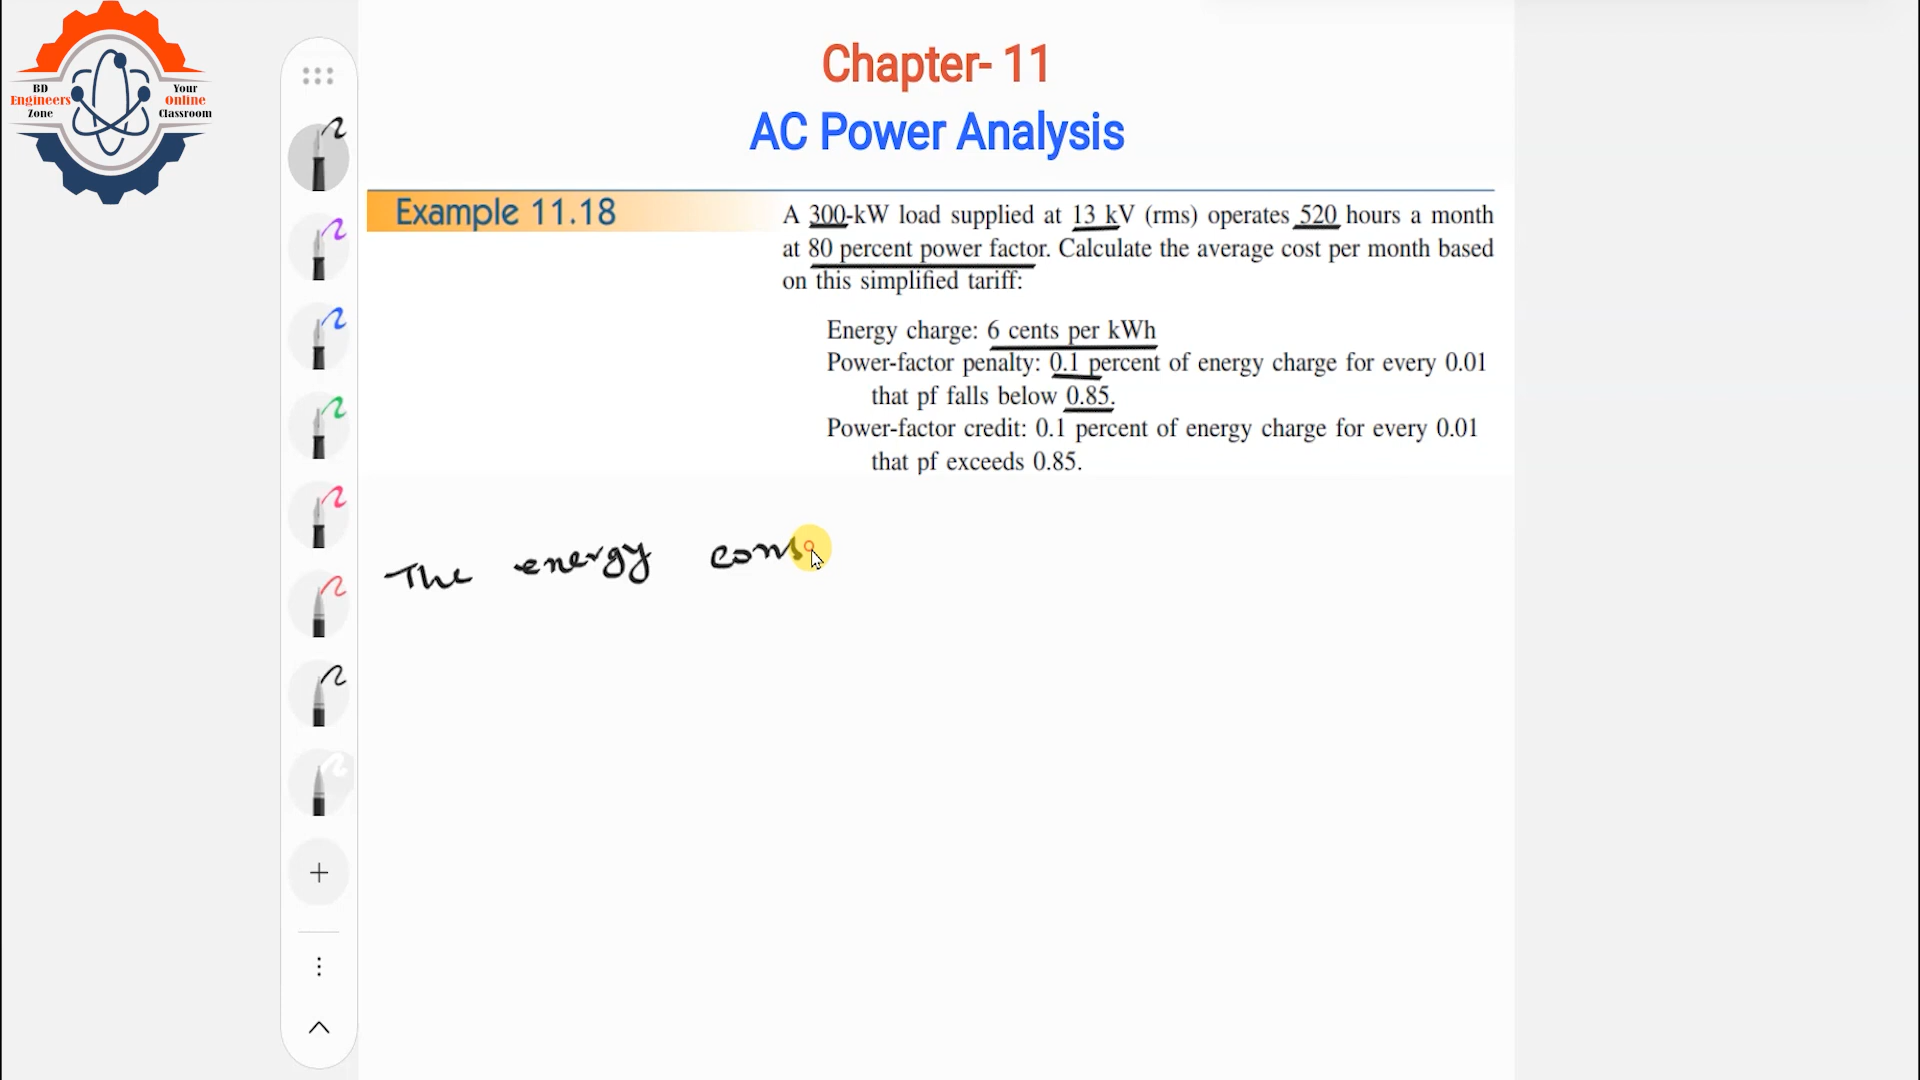 BD
Engineers
Zone
Your
Online
Classroom
Chapter- 11
AC Power Analysis
Example 11.18
A 300-kW load supplied at 13 kV (rms) operates 520 hours a month
at 80 percent power factor. Calculate the average cost per month based
on this simplified tariff:
Energy charge: 6 cents per kWh
Power-factor penalty: 0.1 percent of energy charge for every 0.01
that pf falls below 0.85.
Power-factor credit: 0.1 percent of energy charge for every 0.01
that pf exceeds 0.85.
The energy cons